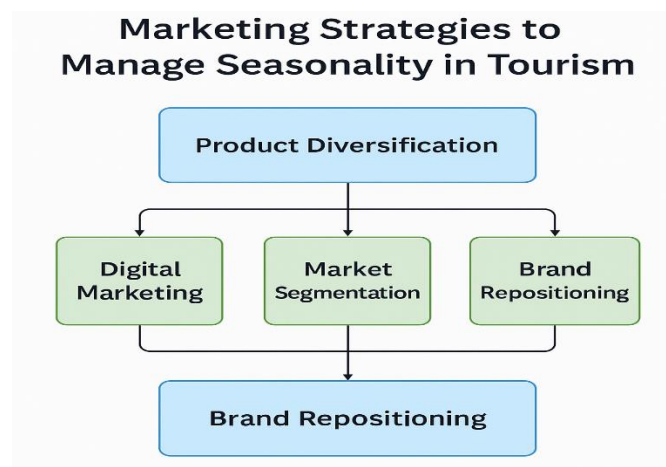 Marketing Strategies to
Manage Seasonality in Tourism
Product Diversification
Digital
Marketing
Market
Segmentation
Brand
Repositioning
Brand Repositioning